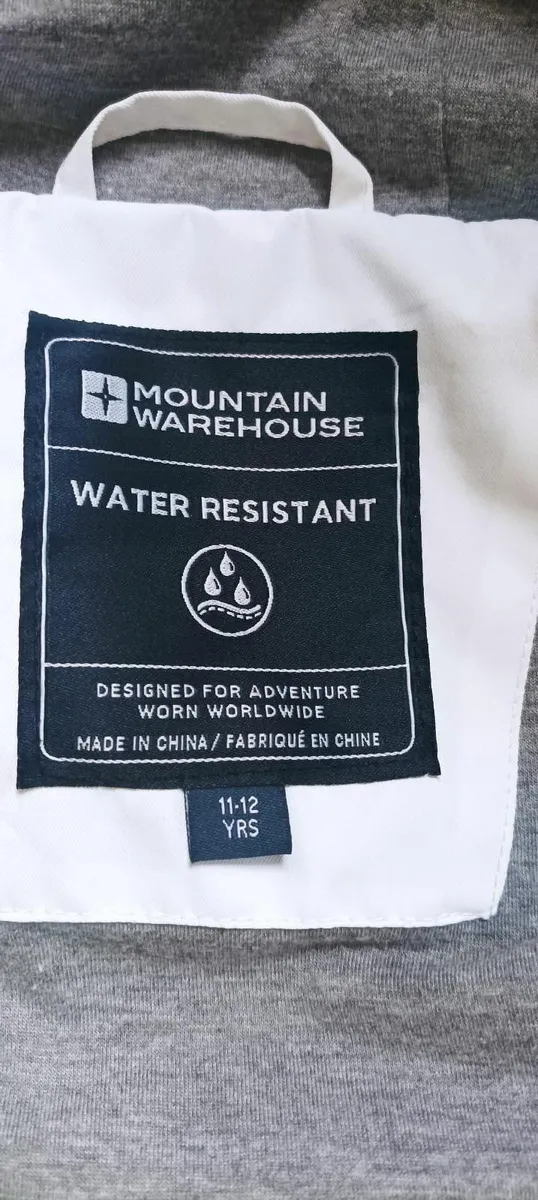 MOUNTAIN
WAREHOUSE
WATER RESISTANT
DESIGNED FOR ADVENTURE
WORN WORLDWIDE
MADE IN CHINA / FABRIQUÉ EN CHINE
11-12
YRS